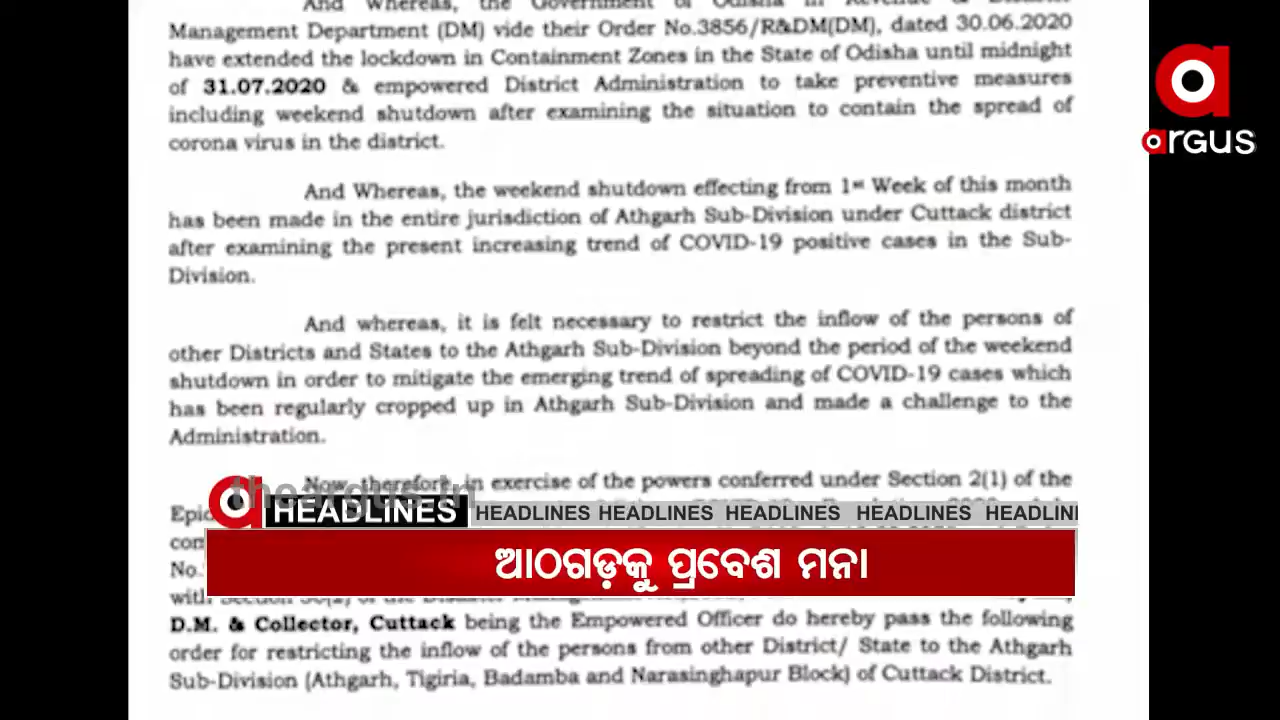 And Whereas, the Government of Odisha in Revenue & Disaster
Management Department (DM) vide their Order No.3856/R&DM(DM), dated 30.06.2020
have extended the lockdown in Containment Zones in the State of Odisha until midnight
of 31.07.2020 & empowered District Administration to take preventive measures
including weekend shutdown after examining the situation to contain the spread of
corona virus in the district.
And Whereas, the weekend shutdown effecting from 1st Week of this month
has been made in the entire jurisdiction of Athgarh Sub-Division under Cuttack district
after examining the present increasing trend of COVID-19 positive cases in the Sub-
Division.
And whereas, it is felt necessary to restrict the inflow of the persons of
other Districts and States to the Athgarh Sub-Division beyond the period of the weekend
shutdown in order to mitigate the emerging trend of spreading of COVID-19 cases which
has been regularly cropped up in Athgarh Sub-Division and made a challenge to the
Administration.
Now, therefore, in exercise of the powers conferred under Section 2(1) of the
theargus.in
HEADLINES HEADLINES HEADLINES HEADLINES HEADLINES HEADLIN
ଆଠଗଡ଼କୁ ପ୍ରବେଶ ମନା
D.M. & Collector, Cuttack being the Empowered Officer do hereby pass the following
order for restricting the inflow of the persons from other District/ State to the Athgarh
Sub-Division (Athgarh, Tigiria, Badamba and Narasinghapur Block) of Cuttack District.
argus